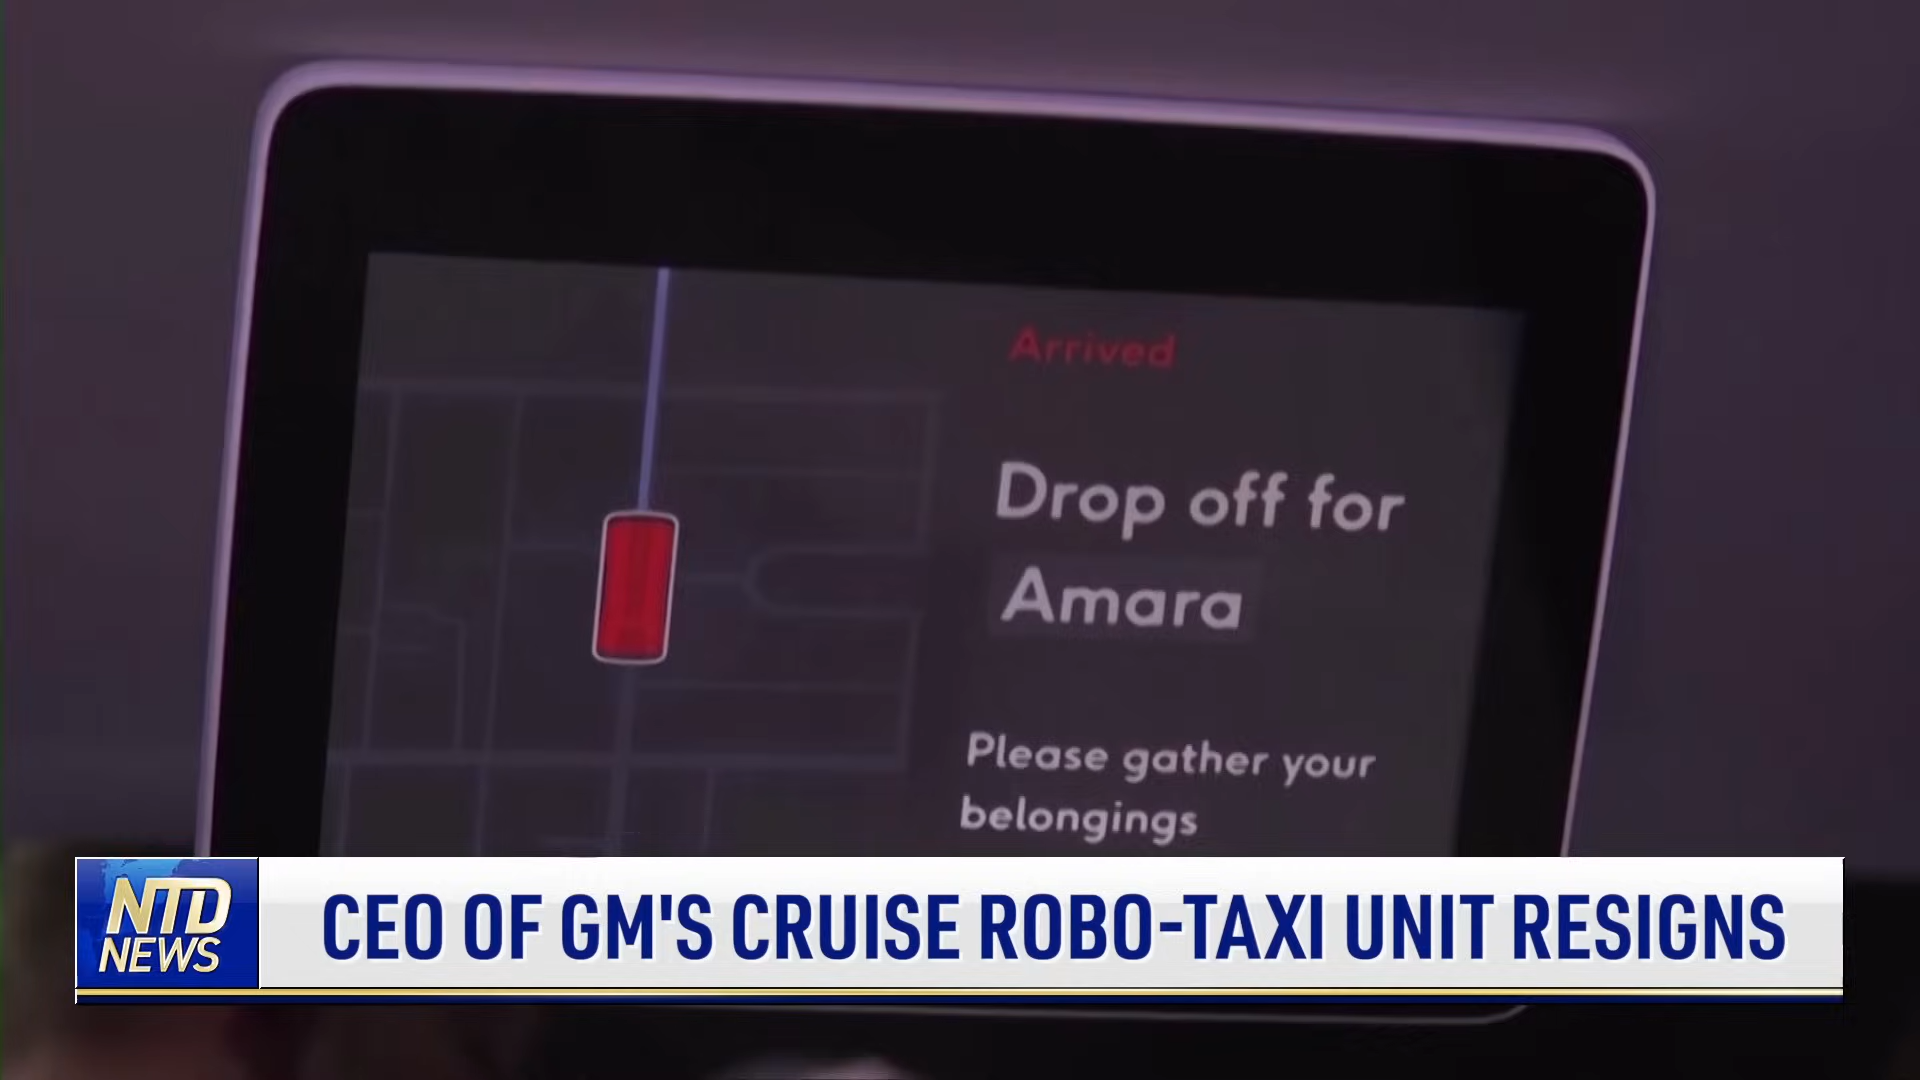 Arrived
Drop off for
Amara
Please gather your
belongings
NTD
NEWS
CEO OF GM'S CRUISE ROBO-TAXI UNIT RESIGNS